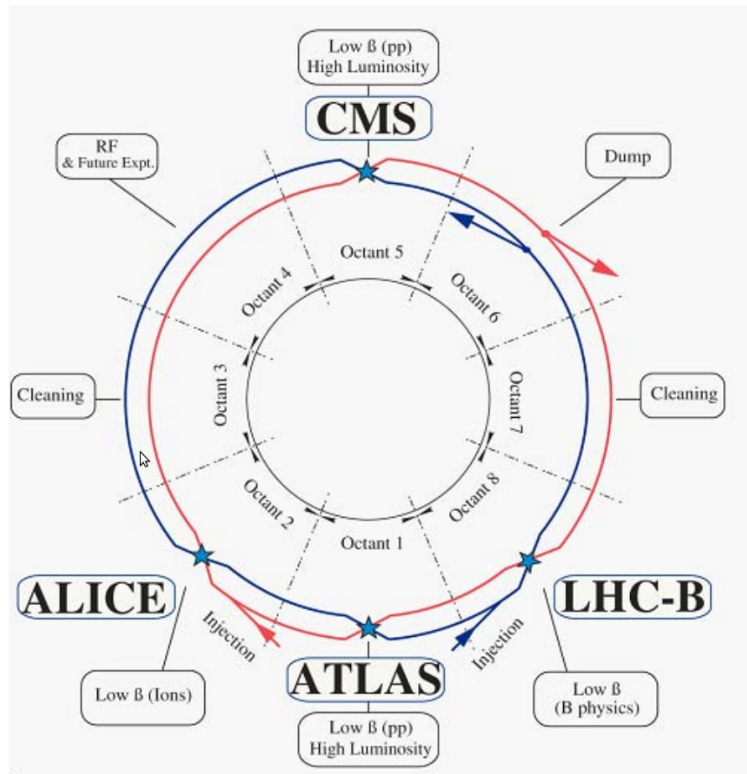 Low ß (pp)
High Luminosity
CMS
RF
& Future Expt.
Dump
Octant 5
Octant 4
Octant 6
Cleaning
Octant 3
Octant 7
Cleaning
Octant 2
Octant 8
Octant 1
ALICE
LHC-B
Injection
Injection
ATLAS
Low ß (Ions)
Low ß
(B physics)
Low ß (pp)
High Luminosity